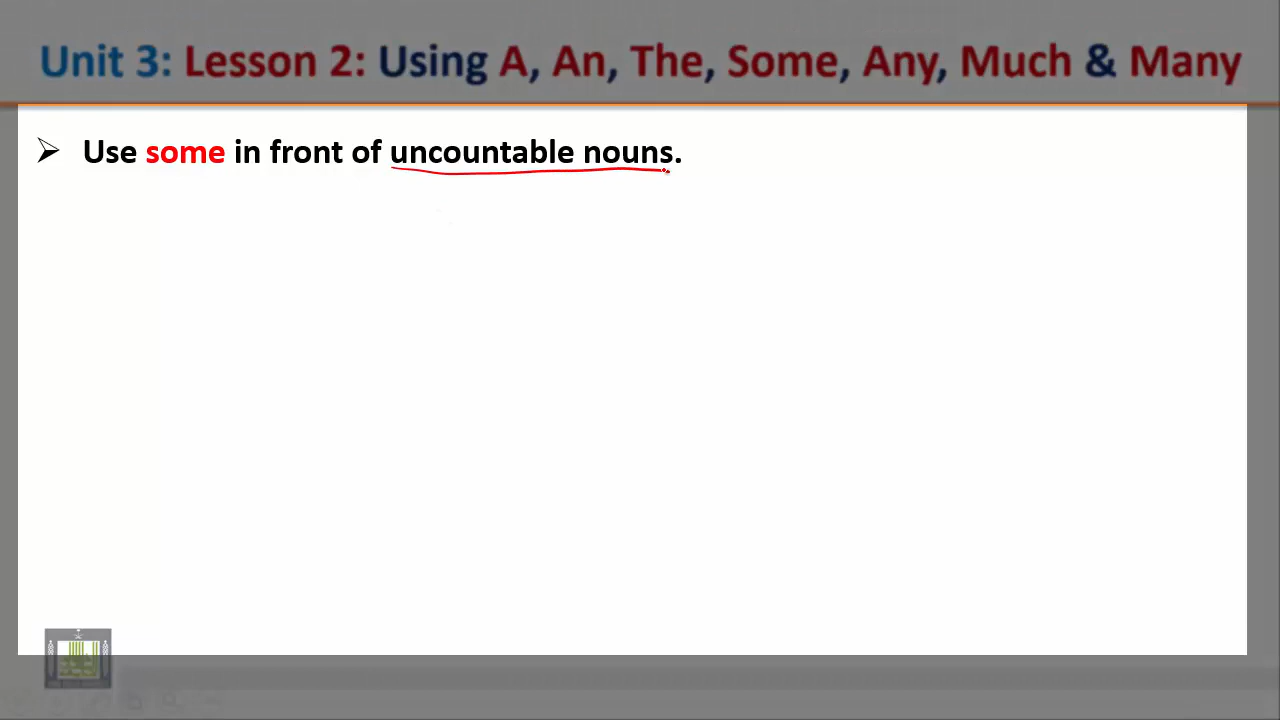 Unit 3: Lesson 2: Using A, An, The, Some, Any, Much & Many
Use some in front of uncountable nouns.